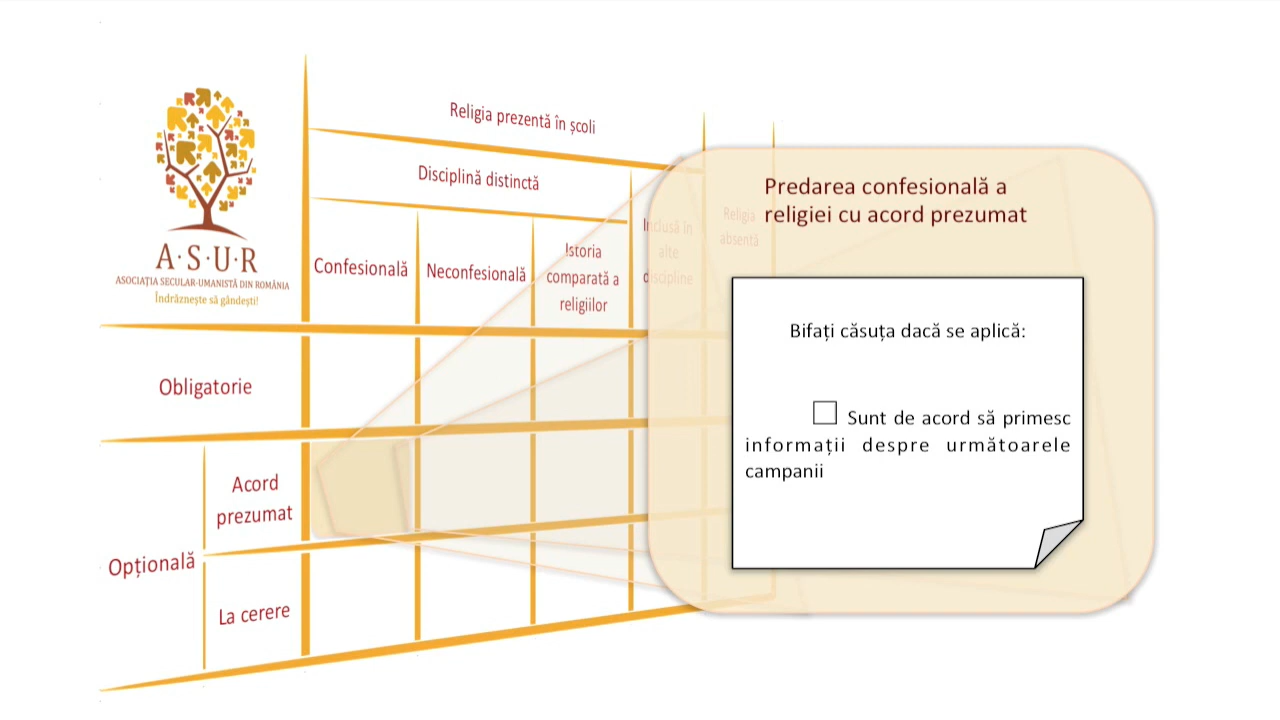 Religia prezentă în școli
Disciplină distinctă
Confesională
Neconfesională
Istoria
comparată a
religiilor
Inclusă în
alte
discipline
Religia
absentă
A·S·U·R
ASOCIAȚIA SECULAR-UMANISTĂ DIN ROMÂNIA
Îndrăznește să gândești!
Obligatorie
Opțională
Acord
prezumat
La cerere
Predarea confesională a
religiei cu acord prezumat
Bifați căsuța dacă se aplică:
Sunt de acord să primesc
informații despre următoarele
campanii